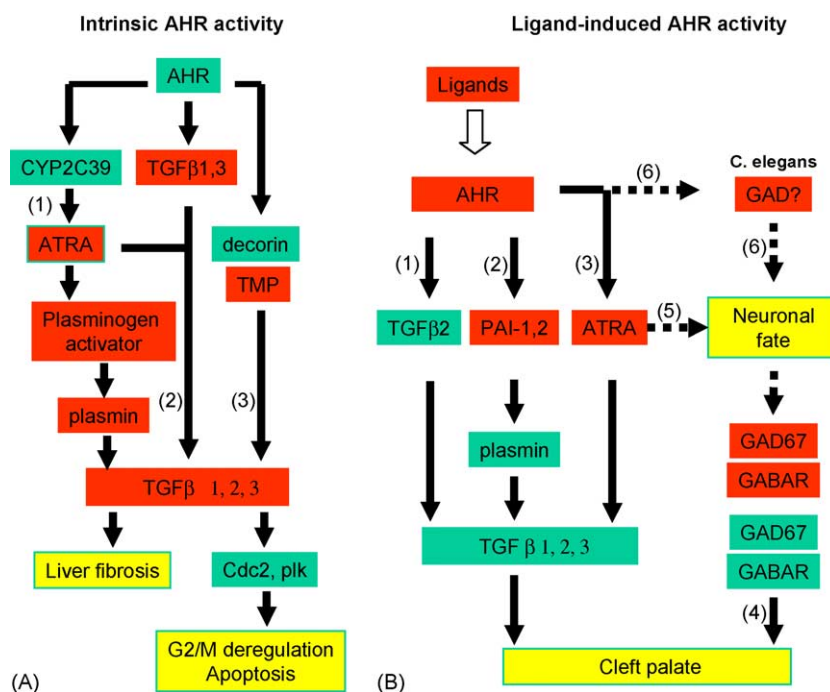 Intrinsic AHR activity
AHR
CYP2C39
TGFβ1,3
(1)
ATRA
decorin
TMP
Plasminogen
activator
plasmin
(2)
(3)
TGFβ 1, 2, 3
Liver fibrosis
Cdc2, plk
G2/M deregulation
Apoptosis
(A)
Ligand-induced AHR activity
Ligands
AHR
(6)
C. elegans
GAD?
(1)
(2)
(3)
(6)
TGFβ2
PAI-1,2
ATRA
(5)
Neuronal
fate
plasmin
GAD67
GABAR
TGF β 1, 2, 3
GAD67
GABAR
(4)
Cleft palate
(B)